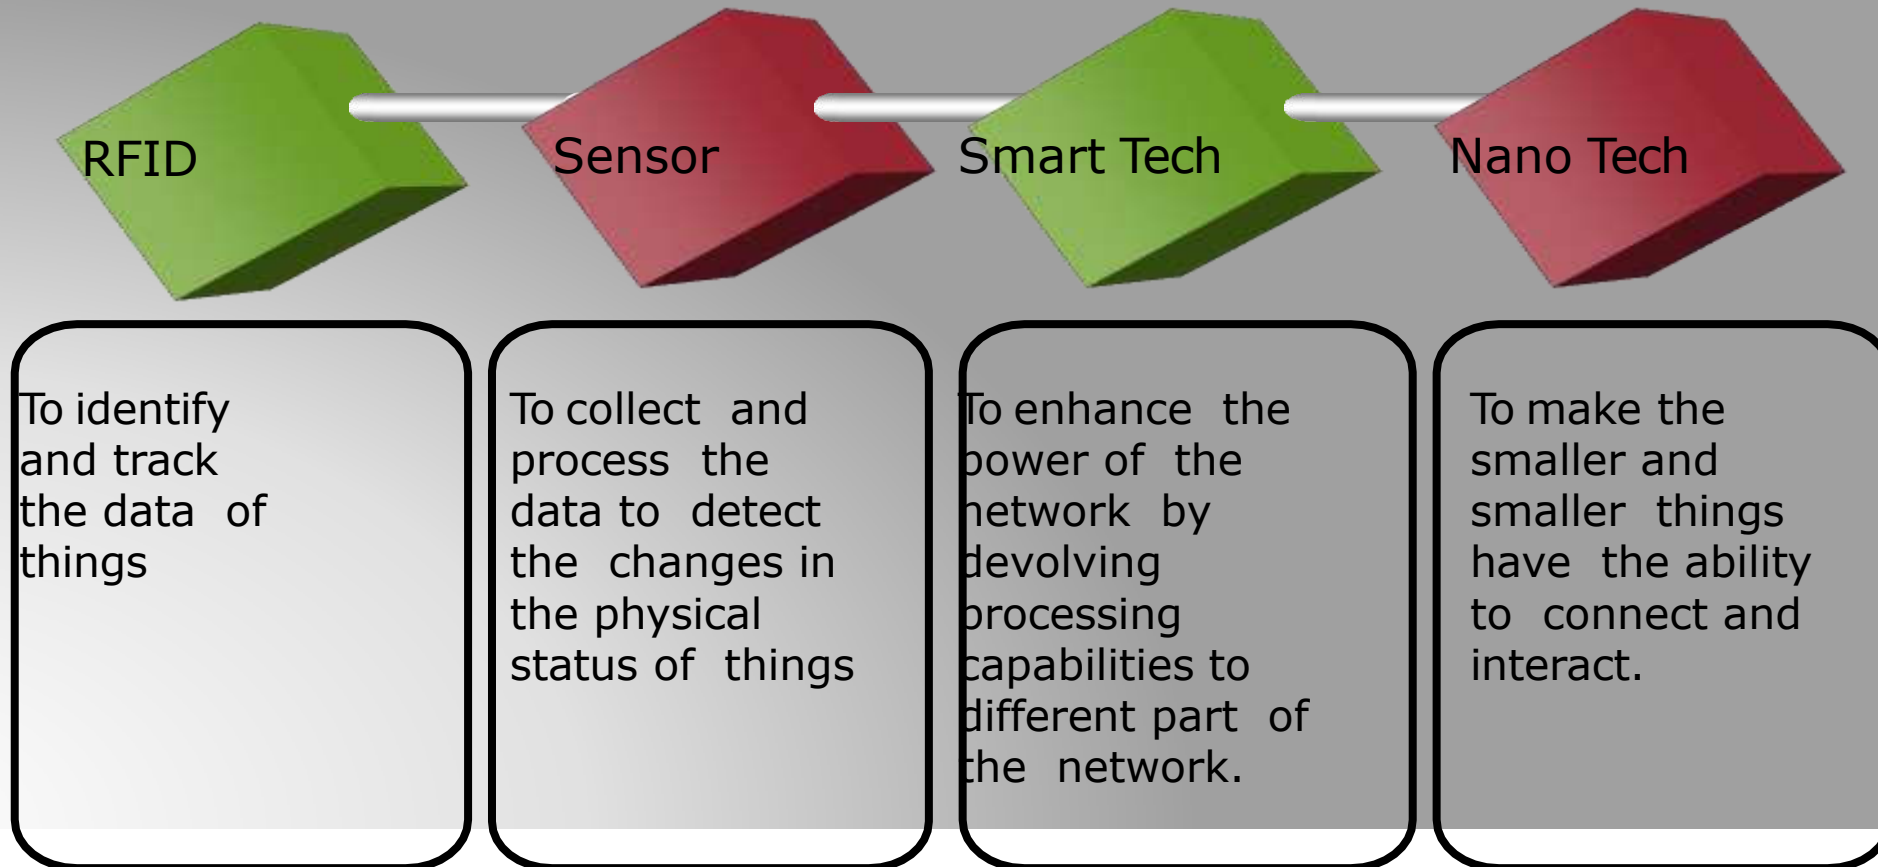 RFID
Sensor
Smart Tech
Nano Tech
To identify
and track
the data of
things
To collect and
process the
data to detect
the changes in
the physical
status of things
To enhance the
power of the
network by
devolving
processing
capabilities to
different part of
the network.
To make the
smaller and
smaller things
have the ability
to connect and
interact.